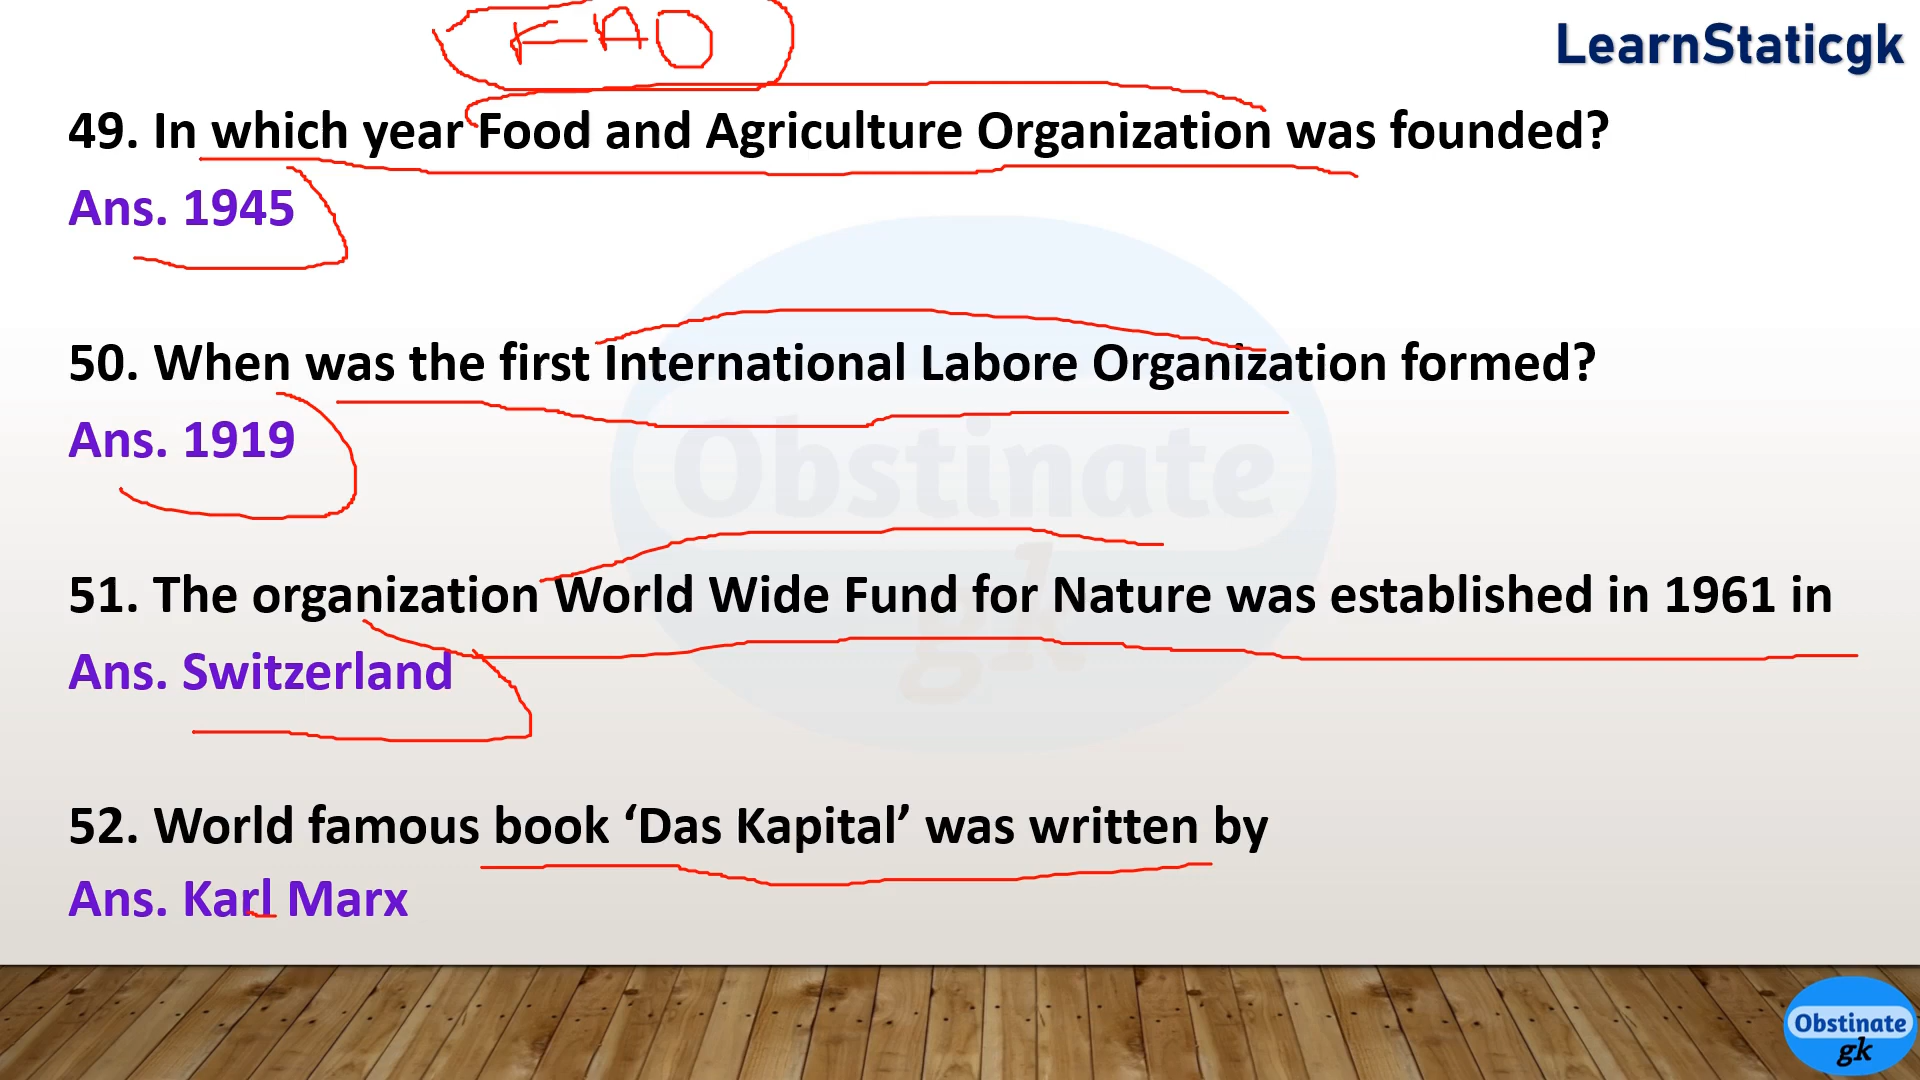 FAO
LearnStaticgk
49. In which year Food and Agriculture Organization was founded?
Ans. 1945
50. When was the first International Labore Organization formed?
Ans. 1919
Obstinate
gk
51. The organization World Wide Fund for Nature was established in 1961 in
Ans. Switzerland
52. World famous book ‘Das Kapital’ was written by
Ans. Karl Marx
Obstinate
gk